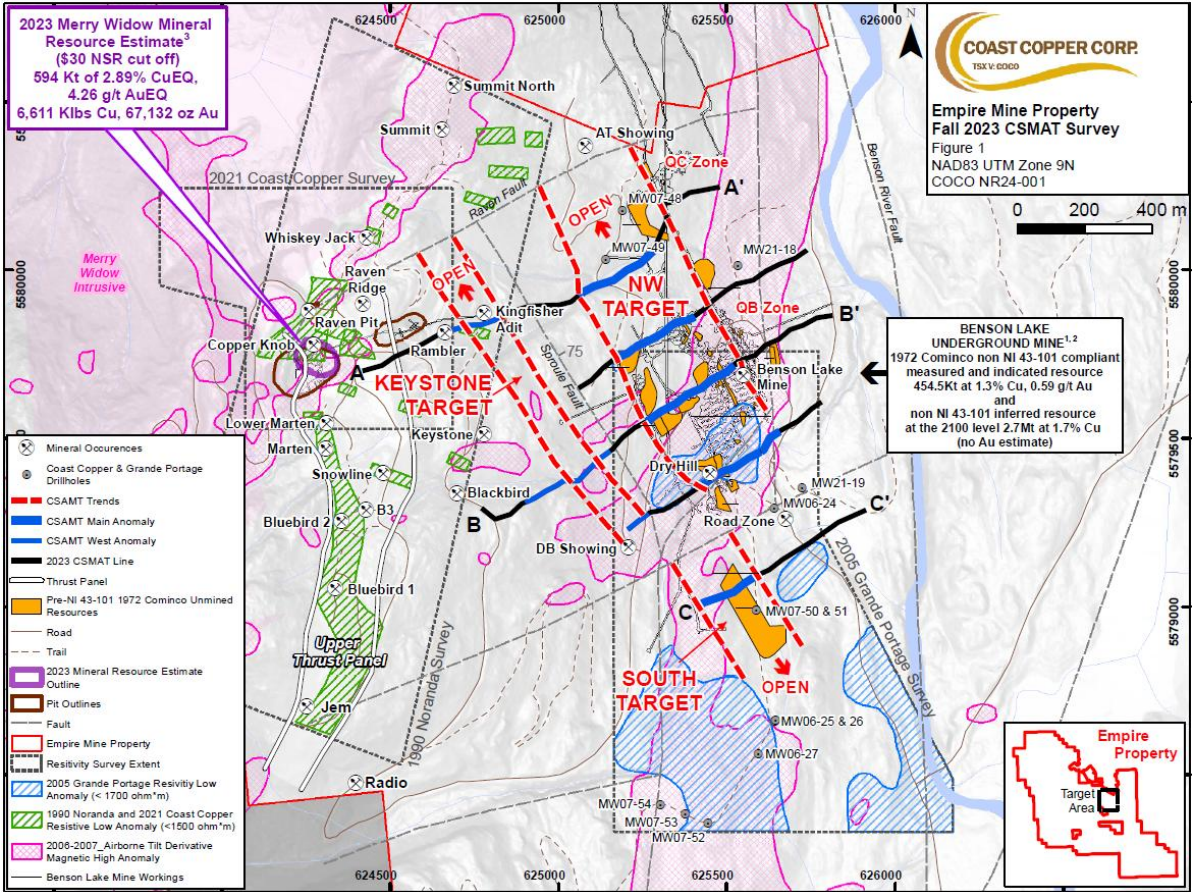 2023 Merry Widow Mineral
Resource Estimate³
($30 NSR cut off)
594 Kt of 2.89% CuEQ,
4.26 g/t AuEQ
6,611 Klbs Cu, 67,132 oz Au
624500
625000
625500
626000
N
COAST COPPER CORP.
TSX V: COCO
Empire Mine Property
Fall 2023 CSMAT Survey
Figure 1
NAD83 UTM Zone 9N
COCO NR24-001
0 200 400 m
Summit North
Summit
AT Showing
QC Zone
A'
2021 Coast Copper Survey
Raven Fault
OPEN
MW07-48
Benson River Fault
Whiskey Jack
MW07-49
MW21-18
Merry
Widow
Intrusive
Raven
Ridge
OPEN
NW
TARGET
5580000
5580000
Raven Pit
Kingfisher
Adit
QB Zone
B'
Copper Knob
Rambler
A
Sproule Fault
75
Benson Lake
Mine
BENSON LAKE
UNDERGROUND MINE¹˒ ²
1972 Cominco non NI 43-101 compliant
measured and indicated resource
454.5Kt at 1.3% Cu, 0.59 g/t Au
and
non NI 43-101 inferred resource
at the 2100 level 2.7Mt at 1.7% Cu
(no Au estimate)
KEYSTONE
TARGET
Lower Marten
Keystone
Marten
5579500
Snowline
Dry Hill
Blackbird
MW21-19
B3
MW06-24
Bluebird 2
B
Road Zone
C'
DB Showing
2005 Grande Portage Survey
Bluebird 1
C
MW07-50 & 51
5579000
Upper
Thrust Panel
SOUTH
TARGET
OPEN
1990 Noranda Survey
Jem
MW06-25 & 26
MW06-27
Radio
MW07-54
MW07-53
MW07-52
Mineral Occurences
Coast Copper & Grande Portage
Drillholes
CSAMT Trends
CSAMT Main Anomaly
CSAMT West Anomaly
2023 CSMAT Line
Thrust Panel
Pre-NI 43-101 1972 Cominco Unmined
Resources
Road
Trail
2023 Mineral Resource Estimate
Outline
Pit Outlines
Fault
Empire Mine Property
Resitivity Survey Extent
2005 Grande Portage Resitiviy Low
Anomaly (< 1700 ohm*m)
1990 Noranda and 2021 Coast Copper
Resistive Low Anomaly (<1500 ohm*m)
2006-2007_Airborne Tilt Derivative
Magnetic High Anomaly
Benson Lake Mine Workings
Empire
Property
Target
Area
624500
625000
625500
626000